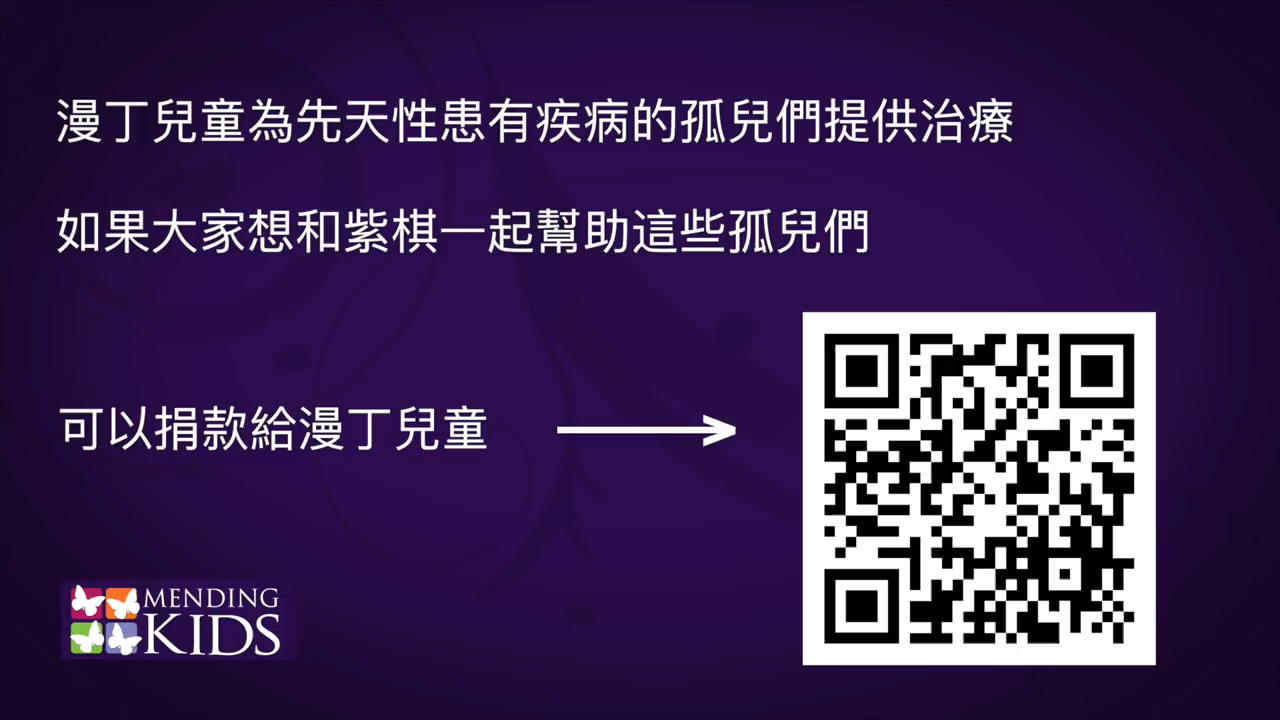 漫丁兒童為先天性患有疾病的孤兒們提供治療
如果大家想和紫棋一起幫助這些孤兒們
可以捐款給漫丁兒童
MENDING
KIDS